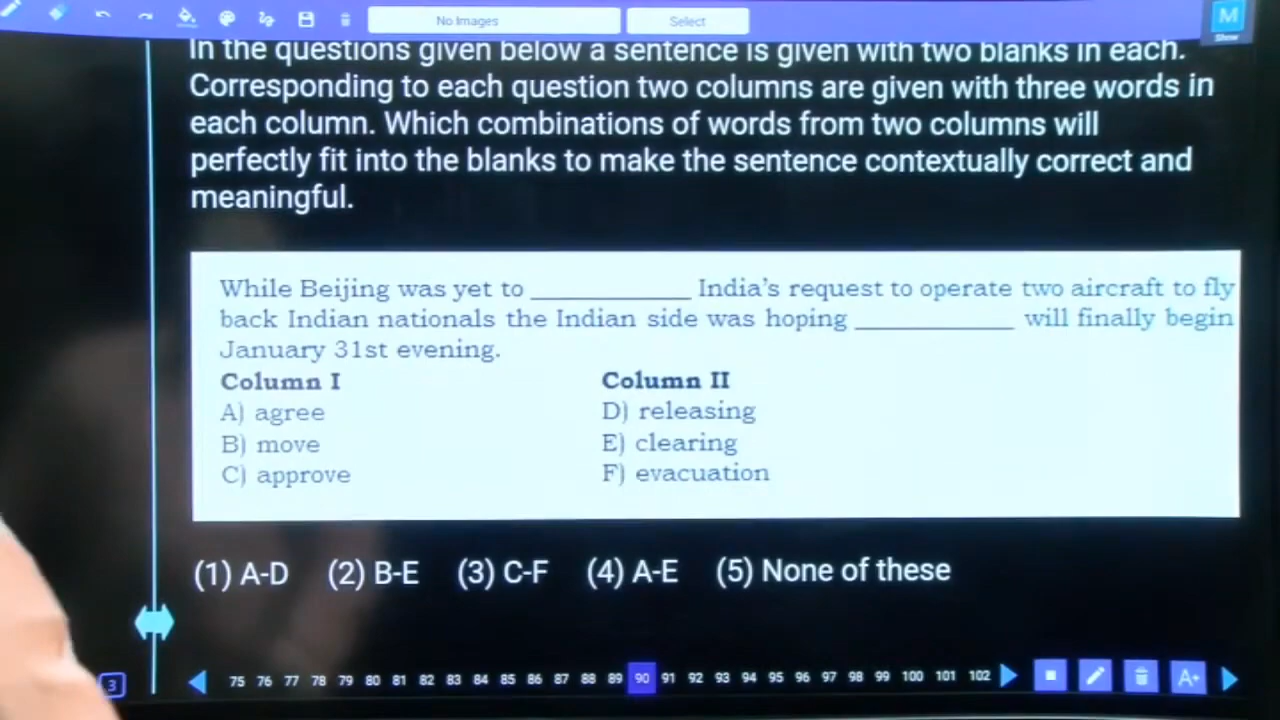 No Images
Select
M
Show
In the questions given below a sentence is given with two blanks in each.
Corresponding to each question two columns are given with three words in
each column. Which combinations of words from two columns will
perfectly fit into the blanks to make the sentence contextually correct and
meaningful.
While Beijing was yet to ____________ India's request to operate two aircraft to fly
back Indian nationals the Indian side was hoping ____________ will finally begin
January 31st evening.
Column I Column II
A) agree D) releasing
B) move E) clearing
C) approve F) evacuation
(1) A-D (2) B-E (3) C-F (4) A-E (5) None of these
3
75 76 77 78 79 80 81 82 83 84 85 86 87 88 89 90 91 92 93 94 95 96 97 98 99 100 101 102
A+